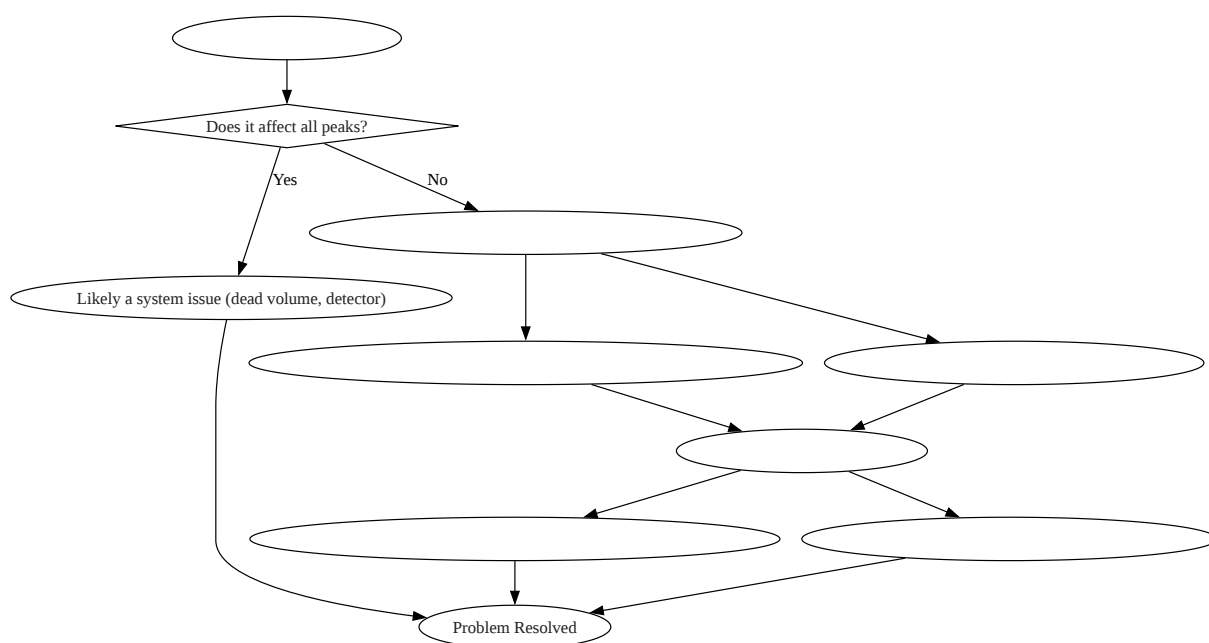 Does it affect all peaks?
Yes
No
Likely a system issue (dead volume, detector)
Problem Resolved